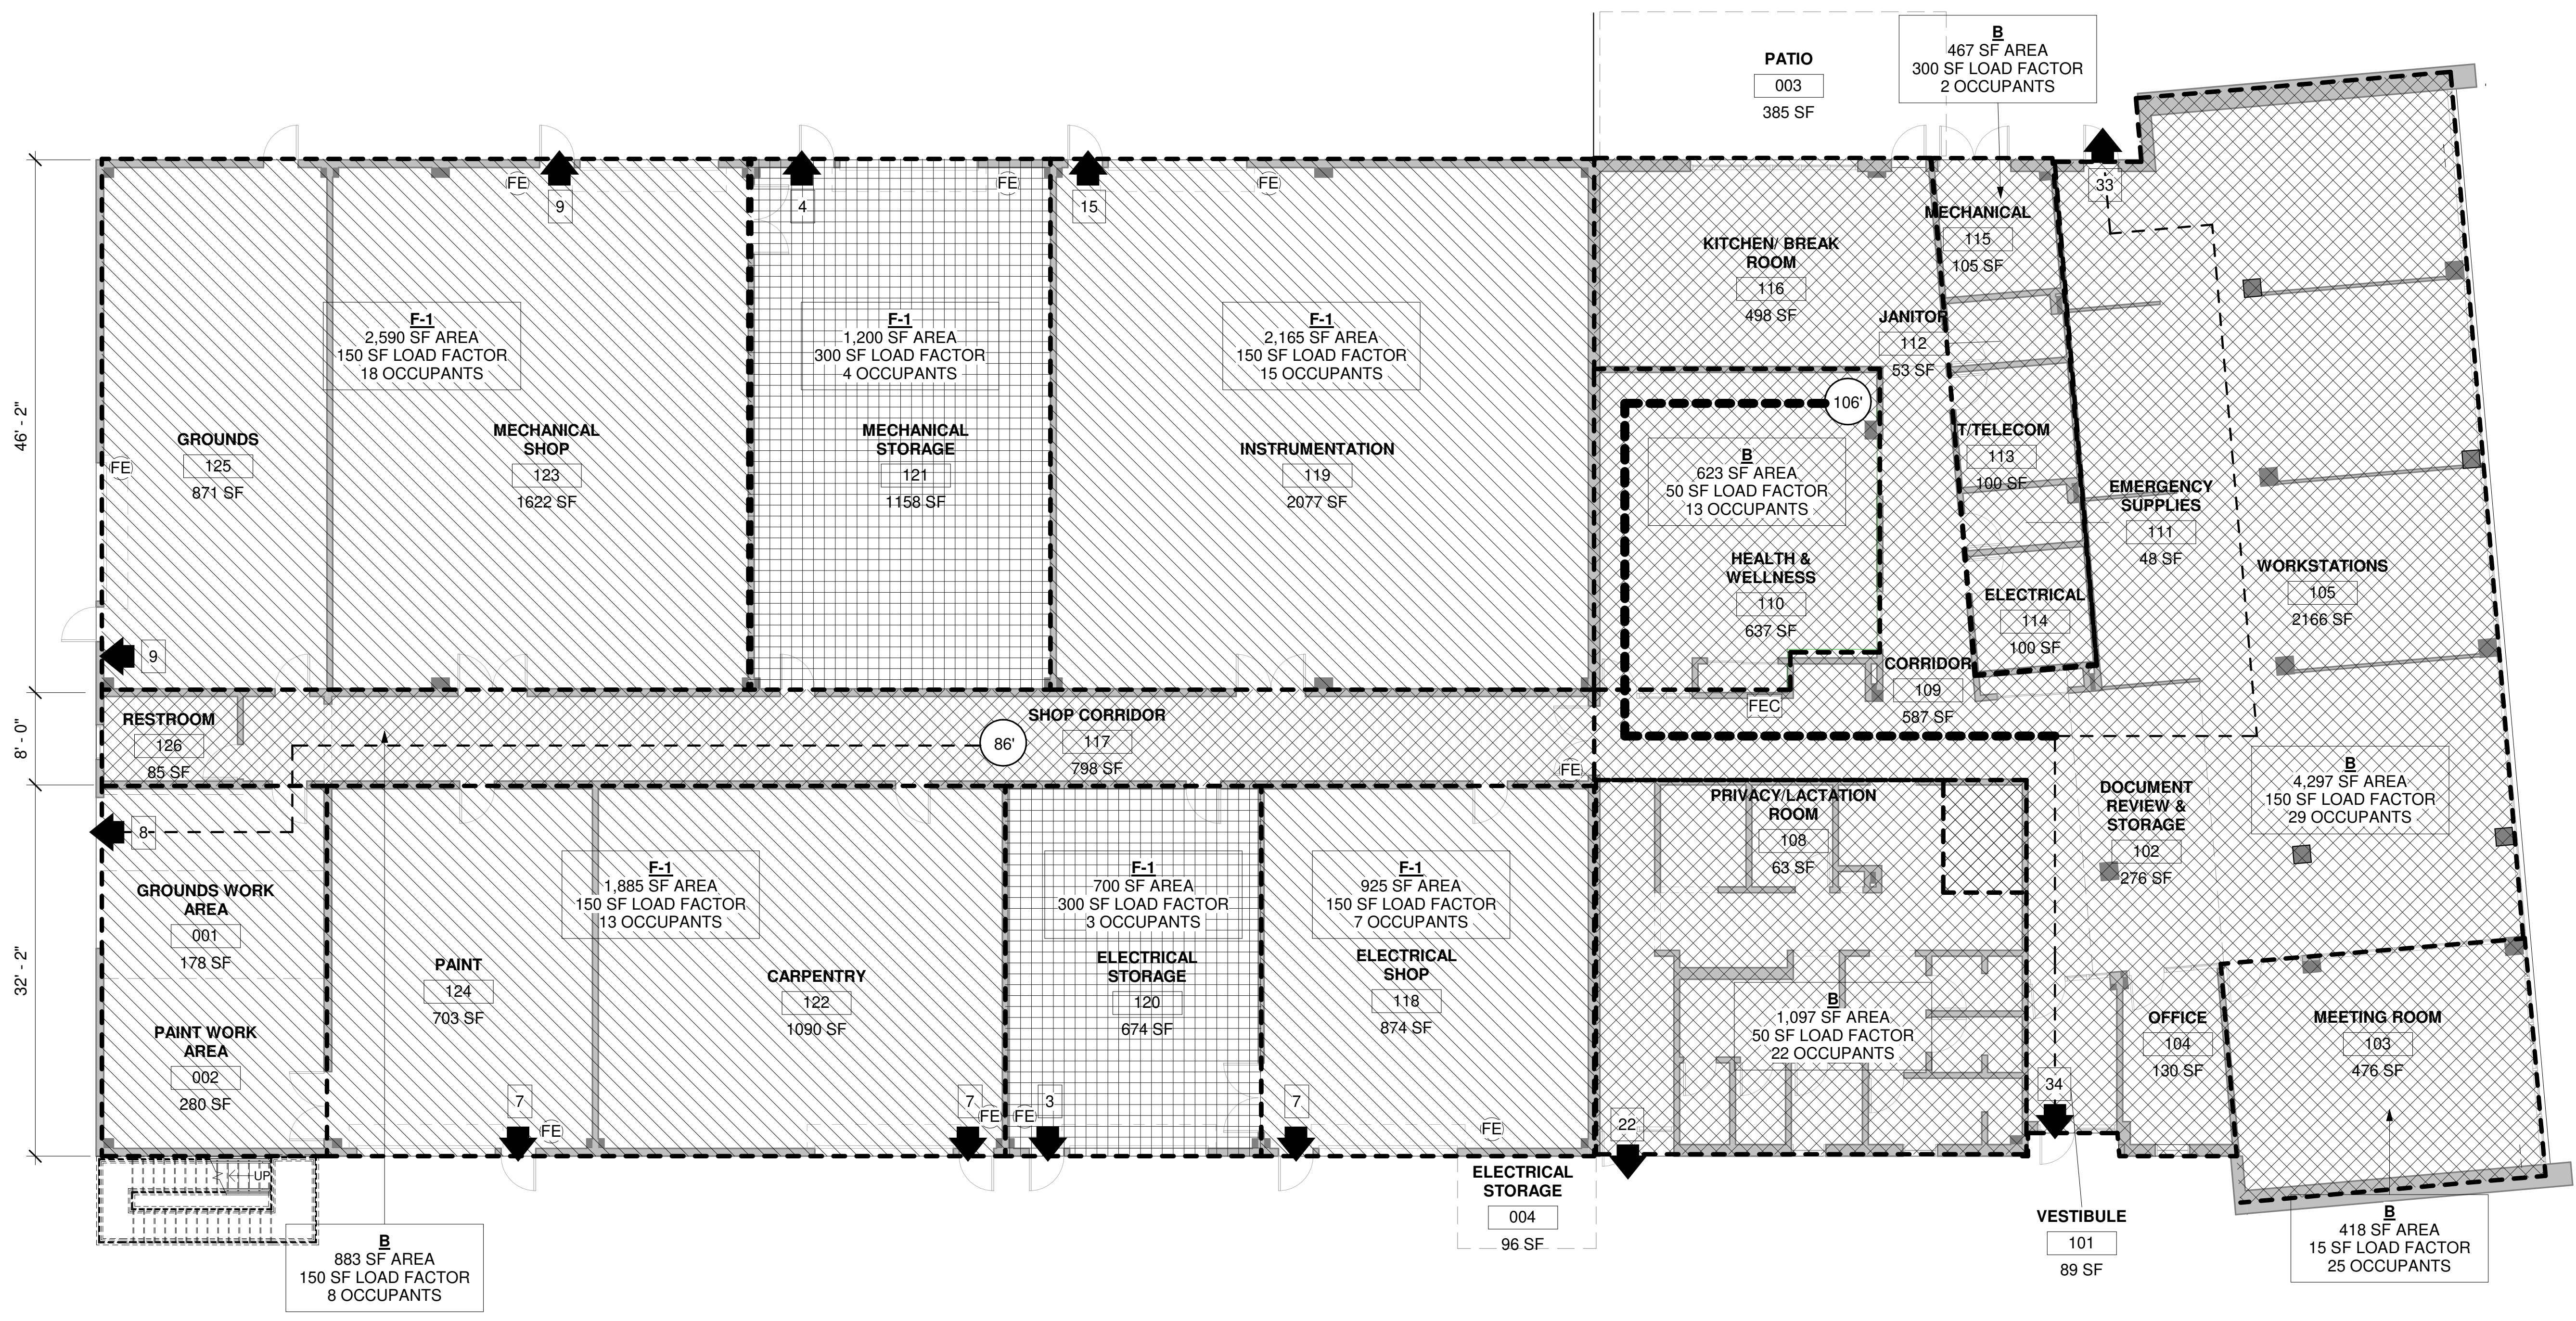 PATIO
003
385 SF
B
467 SF AREA
300 SF LOAD FACTOR
2 OCCUPANTS
FE
9
4
FE
15
FE
33
MECHANICAL
115
105 SF
KITCHEN/ BREAK
ROOM
116
498 SF
JANITOR
112
53 SF
F-1
2,590 SF AREA
150 SF LOAD FACTOR
18 OCCUPANTS
F-1
1,200 SF AREA
300 SF LOAD FACTOR
4 OCCUPANTS
F-1
2,165 SF AREA
150 SF LOAD FACTOR
15 OCCUPANTS
106'
46' - 2"
GROUNDS
125
871 SF
FE
MECHANICAL
SHOP
123
1622 SF
MECHANICAL
STORAGE
121
1158 SF
INSTRUMENTATION
119
2077 SF
B
623 SF AREA
50 SF LOAD FACTOR
13 OCCUPANTS
T/TELECOM
113
100 SF
EMERGENCY
SUPPLIES
111
48 SF
HEALTH &
WELLNESS
110
637 SF
WORKSTATIONS
105
2166 SF
ELECTRICAL
114
100 SF
9
CORRIDOR
109
587 SF
FEC
8' - 0"
RESTROOM
126
85 SF
86'
SHOP CORRIDOR
117
798 SF
FE
B
4,297 SF AREA
150 SF LOAD FACTOR
29 OCCUPANTS
DOCUMENT
REVIEW &
STORAGE
102
276 SF
PRIVACY/LACTATION
ROOM
108
63 SF
8
F-1
1,885 SF AREA
150 SF LOAD FACTOR
13 OCCUPANTS
F-1
700 SF AREA
300 SF LOAD FACTOR
3 OCCUPANTS
F-1
925 SF AREA
150 SF LOAD FACTOR
7 OCCUPANTS
32' - 2"
GROUNDS WORK
AREA
001
178 SF
PAINT
124
703 SF
CARPENTRY
122
1090 SF
ELECTRICAL
STORAGE
120
674 SF
ELECTRICAL
SHOP
118
874 SF
B
1,097 SF AREA
50 SF LOAD FACTOR
22 OCCUPANTS
OFFICE
104
130 SF
MEETING ROOM
103
476 SF
PAINT WORK
AREA
002
280 SF
7
FE
7
FE
FE
3
7
FE
22
34
UP
ELECTRICAL
STORAGE
004
96 SF
VESTIBULE
101
89 SF
B
418 SF AREA
15 SF LOAD FACTOR
25 OCCUPANTS
B
883 SF AREA
150 SF LOAD FACTOR
8 OCCUPANTS